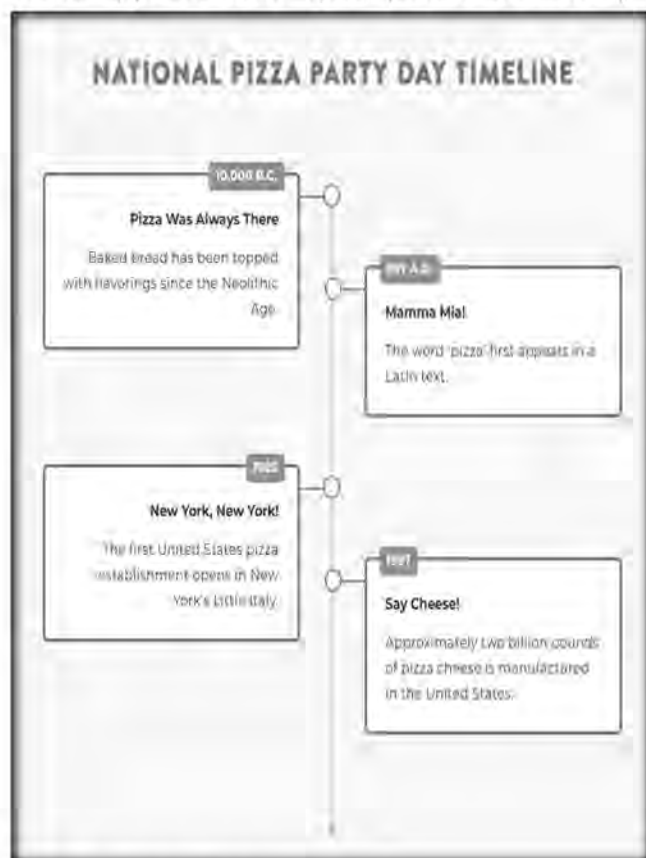 NATIONAL PIZZA PARTY DAY TIMELINE
10,000 B.C.
Pizza Was Always There
Baked bread has been topped
with flavorings since the Neolithic
Age.
A.D.
Mamma Mia!
The word 'pizza' first appears in a
Latin text.
1905
New York, New York!
The first United States pizza
establishment opens in New
York's Little Italy.
1997
Say Cheese!
Approximately two billion pounds
of pizza cheese is manufactured
in the United States.